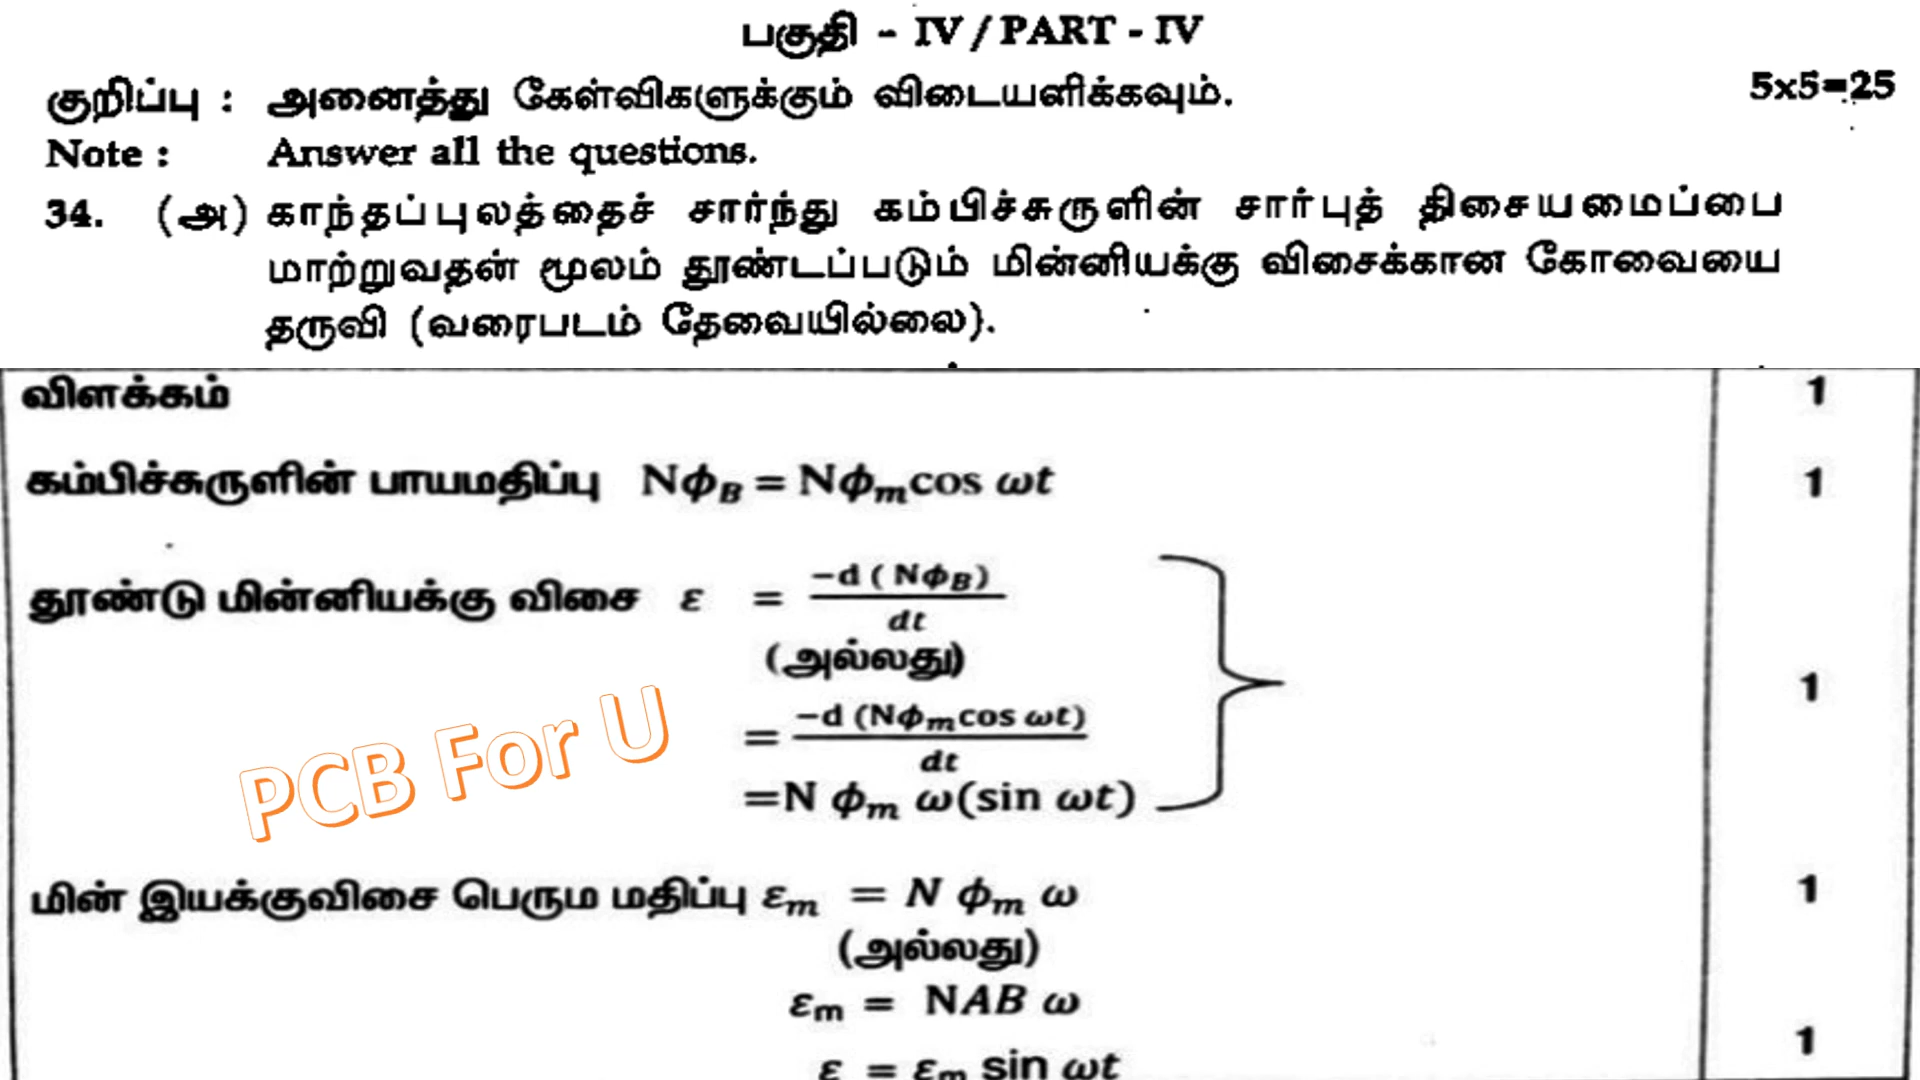 பகுதி - IV / PART - IV
குறிப்பு : அனைத்து கேள்விகளுக்கும் விடையளிக்கவும். 5x5=25
Note : Answer all the questions.
34. (அ) காந்தப்புலத்தைச் சார்ந்து கம்பிச்சுருளின் சார்புத் திசையமைப்பை
மாற்றுவதன் மூலம் தூண்டப்படும் மின்னியக்கு விசைக்கான கோவையை
தருவி (வரைபடம் தேவையில்லை).
விளக்கம் 1
கம்பிச்சுருளின் பாயமதிப்பு Nϕ_B = Nϕ_m cos ωt 1
தூண்டு மின்னியக்கு விசை ε = −d ( Nϕ_B) / dt
(அல்லது)
= −d (Nϕ_m cos ωt) / dt 1
=N ϕ_m ω(sin ωt)
PCB For U
மின் இயக்குவிசை பெரும மதிப்பு ε_m = N ϕ_m ω 1
(அல்லது)
ε_m = NAB ω
ε = ε_m sin ωt 1